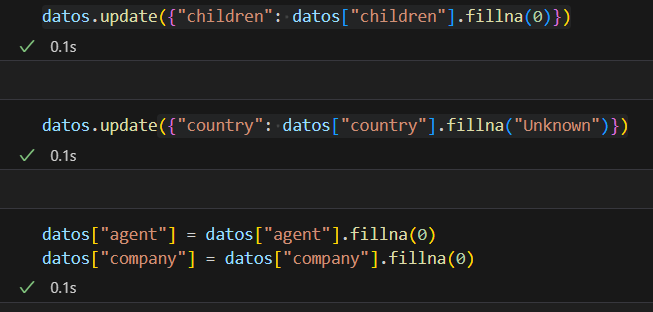 datos.update({"children": datos["children"].fillna(0)})
0.1s
datos.update({"country": datos["country"].fillna("Unknown")})
0.1s
datos["agent"] = datos["agent"].fillna(0)
datos["company"] = datos["company"].fillna(0)
0.1s